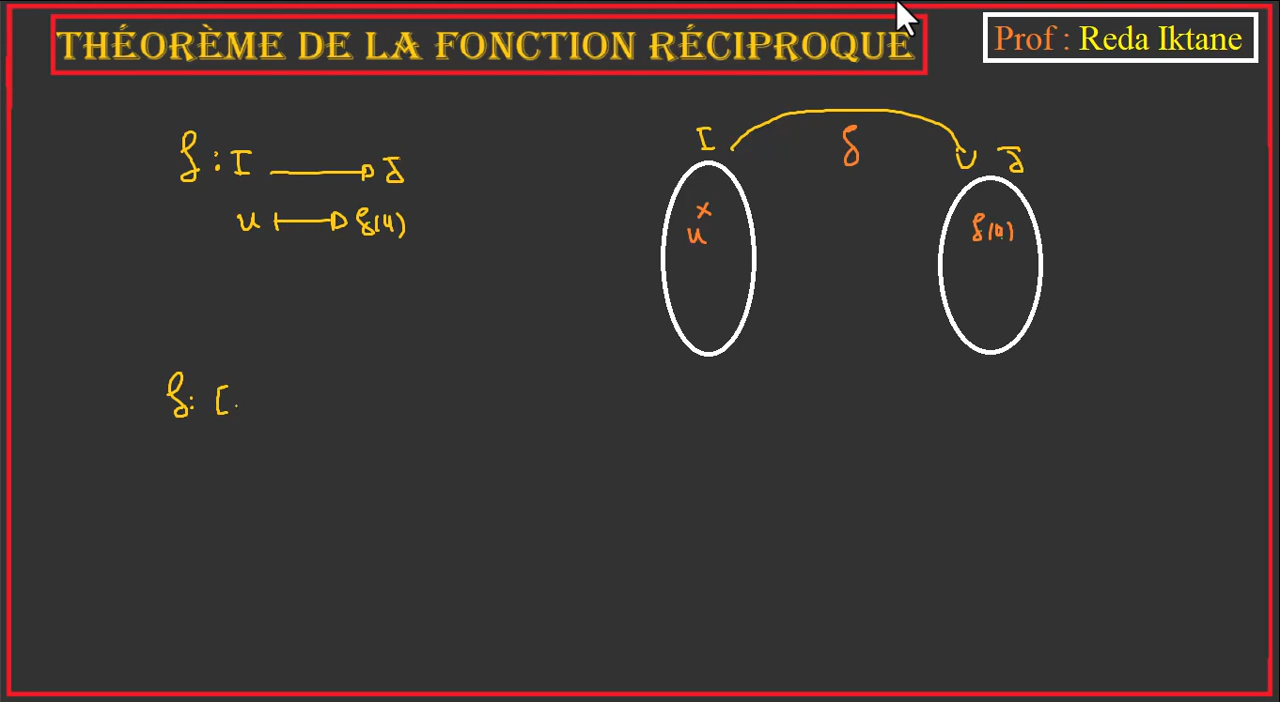 THÉORÈME DE LA FONCTION RÉCIPROQUE
Prof : Reda Iktane
f : I → J
u ↦ f(u)
I f J
x
u
f(u)
f : [